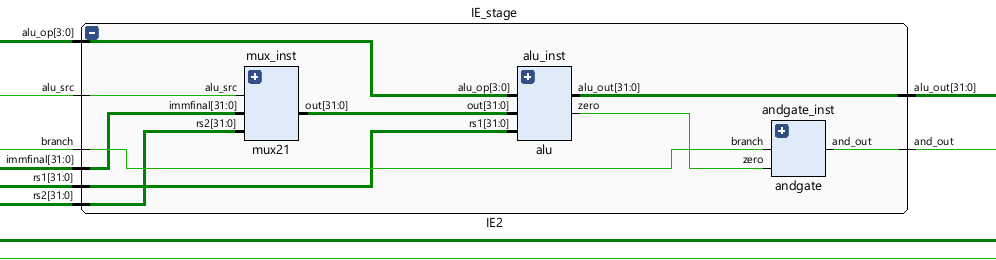 IE_stage
alu_op[3:0]
mux_inst
alu_inst
alu_src
alu_src
alu_op[3:0]
alu_out[31:0]
alu_out[31:0]
immfinal[31:0]
out[31:0]
out[31:0]
zero
andgate_inst
rs2[31:0]
rs1[31:0]
branch
mux21
alu
branch
and_out
and_out
immfinal[31:0]
zero
rs1[31:0]
andgate
rs2[31:0]
IE2